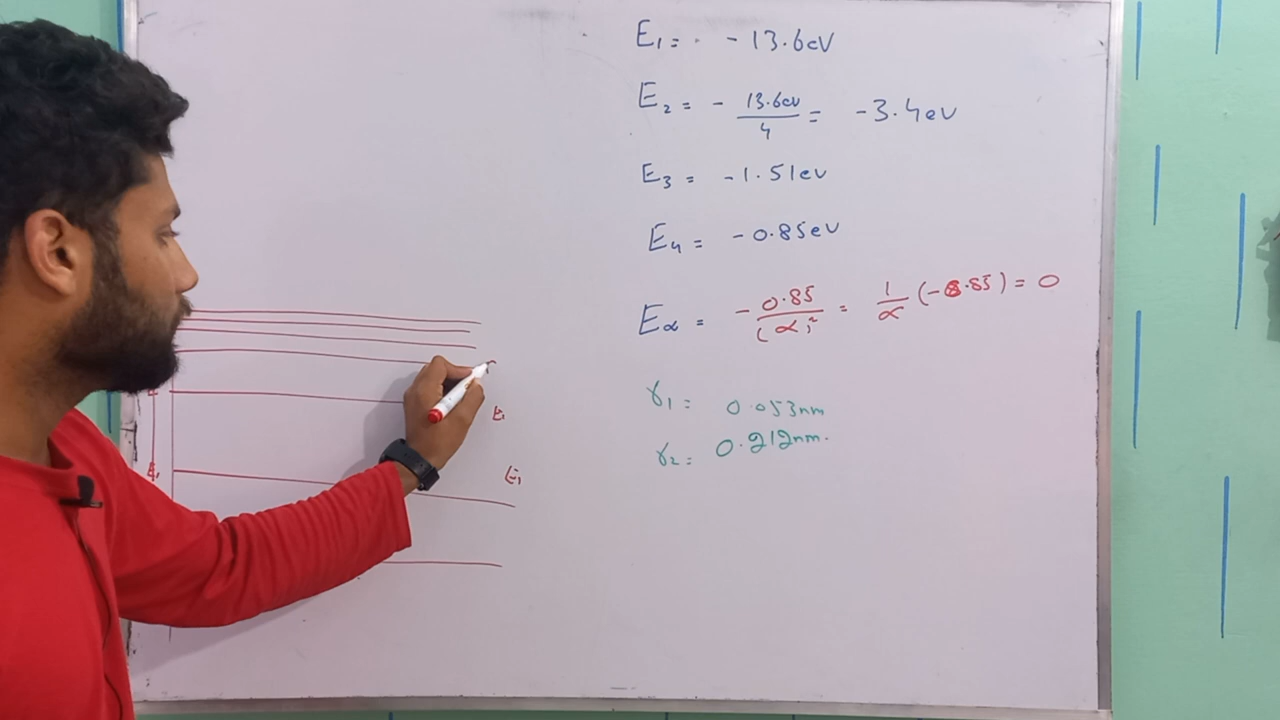 E₁ = - 13.6eV
E₂ = - 13.6eV/4 = -3.4eV
E₃ = -1.51eV
E₄ = -0.85eV
E∝ = - 0.85/(∝)² = 1/∝ (-0.85) = 0
r₁ = 0.053nm
r₂ = 0.212nm.